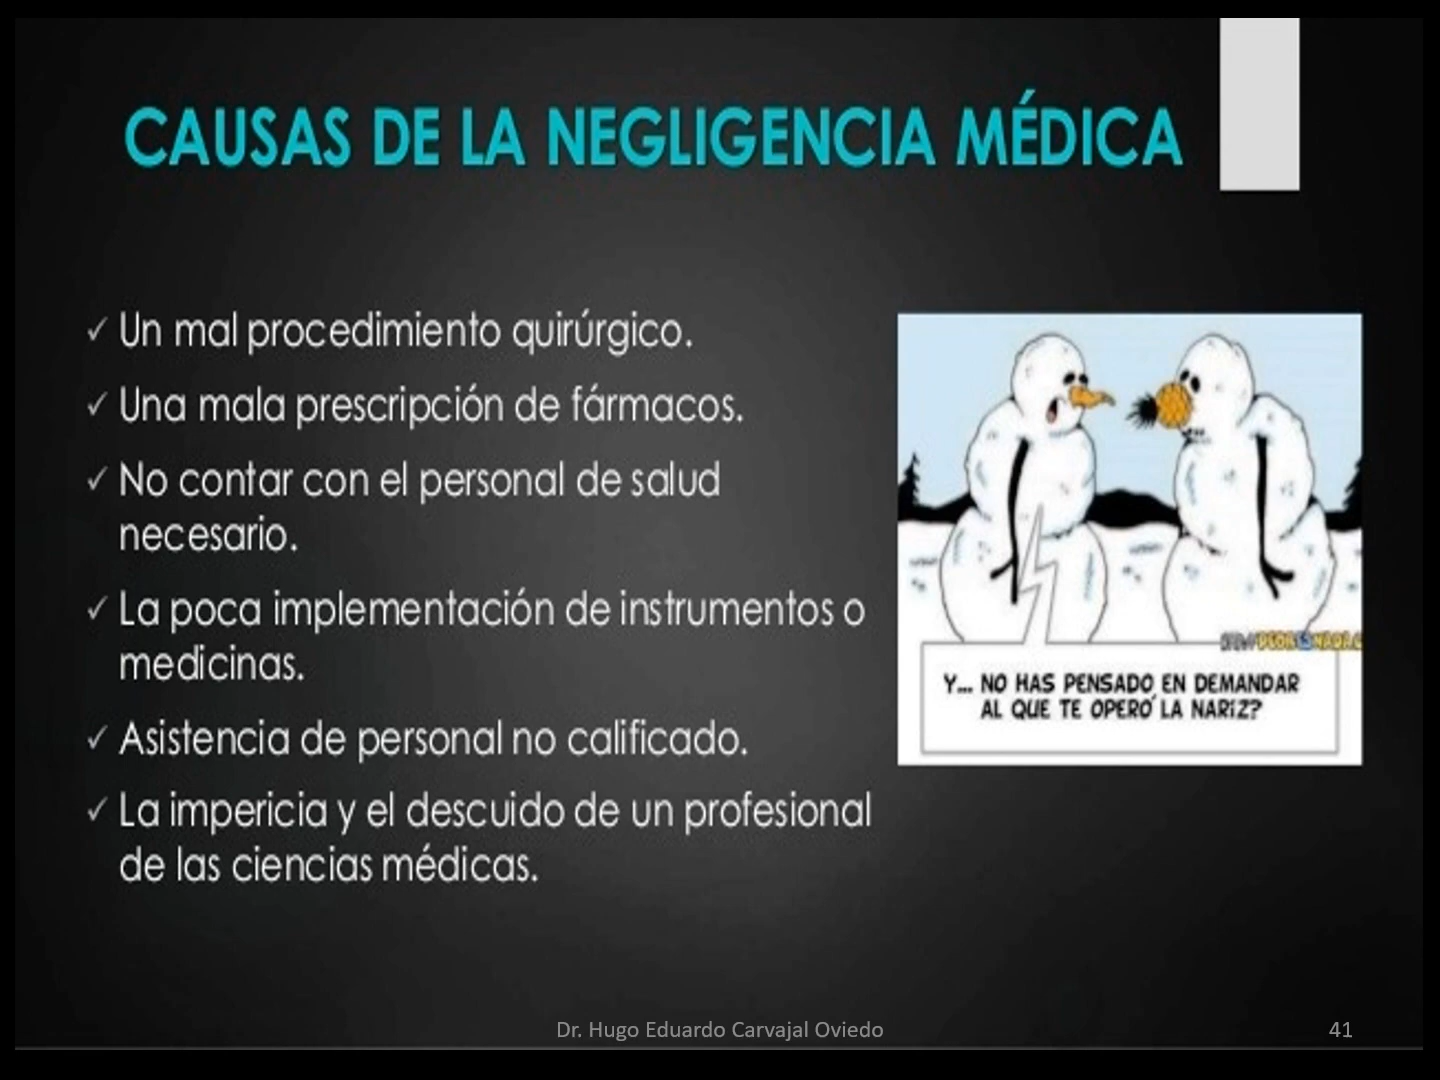 CAUSAS DE LA NEGLIGENCIA MÉDICA
✓ Un mal procedimiento quirúrgico.
✓ Una mala prescripción de fármacos.
✓ No contar con el personal de salud
necesario.
✓ La poca implementación de instrumentos o
medicinas.
✓ Asistencia de personal no calificado.
✓ La impericia y el descuido de un profesional
de las ciencias médicas.
Y... NO HAS PENSADO EN DEMANDAR
AL QUE TE OPERÓ LA NARIZ?
Dr. Hugo Eduardo Carvajal Oviedo
41